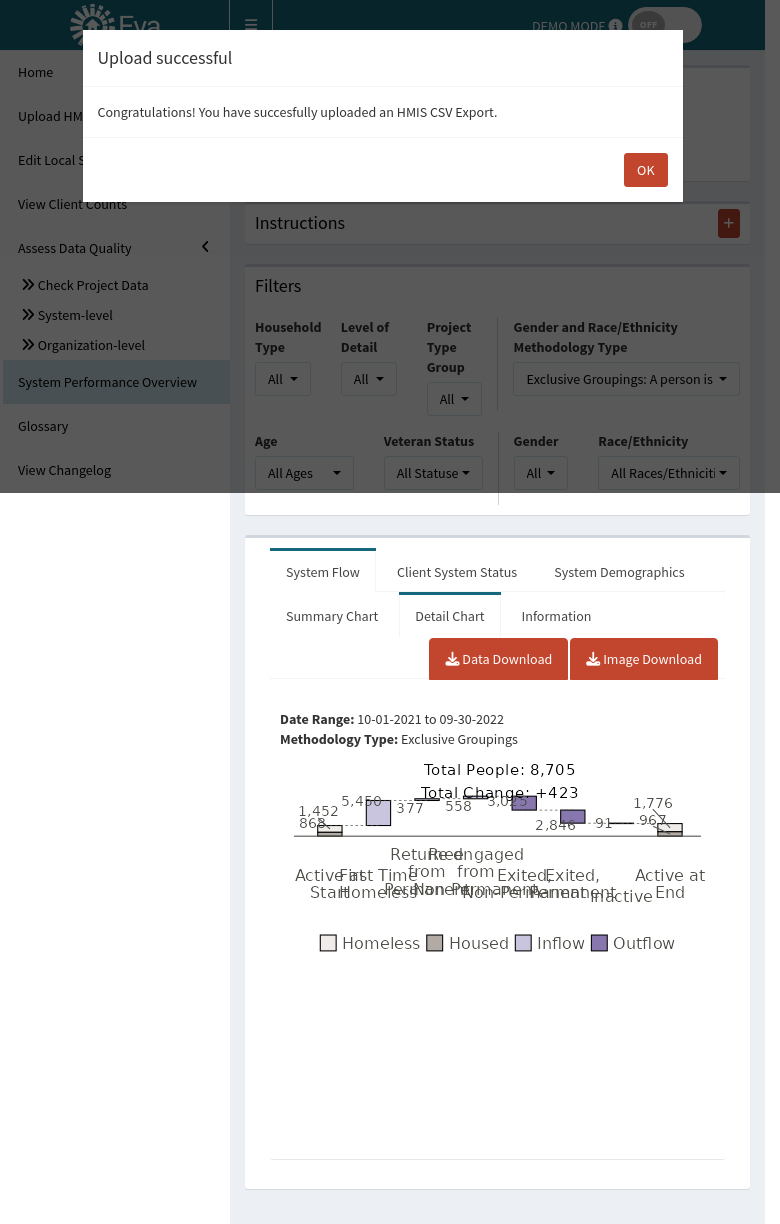 Eva
DEMO MODE
OFF
Upload successful
Congratulations! You have succesfully uploaded an HMIS CSV Export.
OK
Home
Upload HM
Edit Local S
View Client Counts
Assess Data Quality
Check Project Data
System-level
Organization-level
System Performance Overview
Glossary
View Changelog
Instructions
+
Filters
Household Type
Level of Detail
Project Type Group
Gender and Race/Ethnicity Methodology Type
All
All
All
Exclusive Groupings: A person is
Age
Veteran Status
Gender
Race/Ethnicity
All Ages
All Statuse
All
All Races/Ethniciti
System Flow
Client System Status
System Demographics
Summary Chart
Detail Chart
Information
Data Download
Image Download
Date Range: 10-01-2021 to 09-30-2022
Methodology Type: Exclusive Groupings
Total People: 8,705
Total Change: +423
1,452
868
5,450
377
558
3,025
2,846
91
1,776
967
Active at Start
First Time Homeless
Returned from Permanent
Re-engaged from Non-Permanent
Exited, Non-Permanent
Exited, Permanent
Inactive
Active at End
Homeless
Housed
Inflow
Outflow